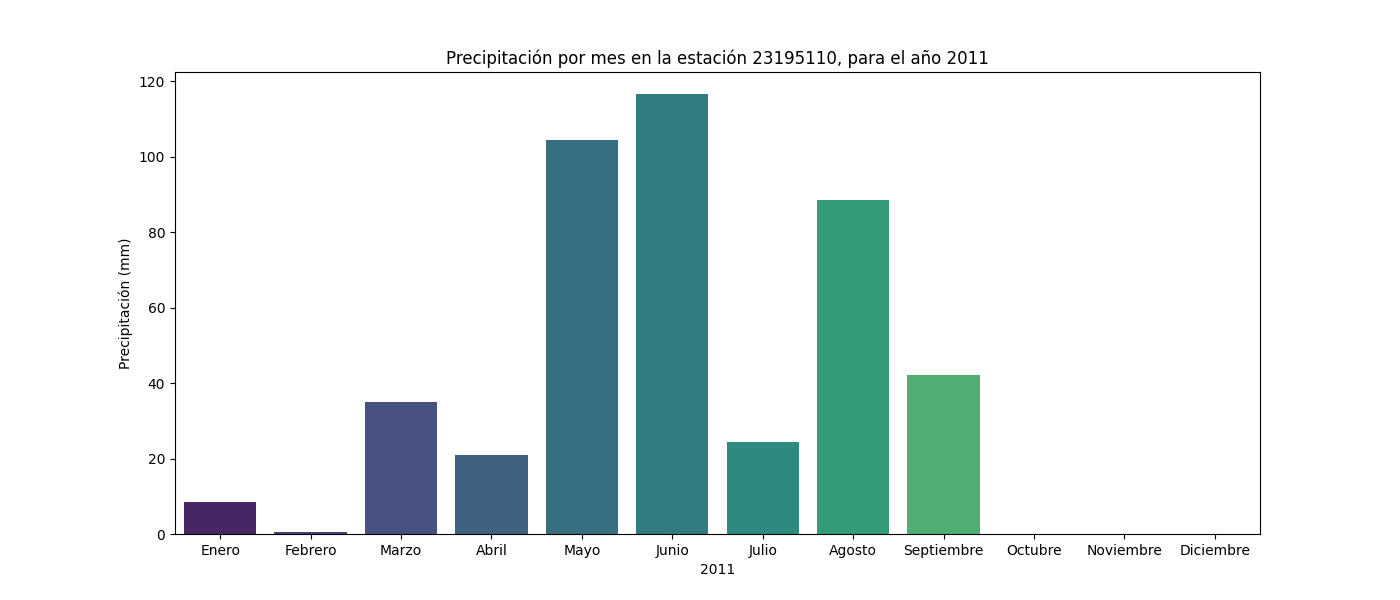 Precipitación por mes en la estación 23195110, para el año 2011
120
100
80
60
40
20
0
Precipitación (mm)
Enero Febrero Marzo Abril Mayo Junio Julio Agosto Septiembre Octubre Noviembre Diciembre
2011